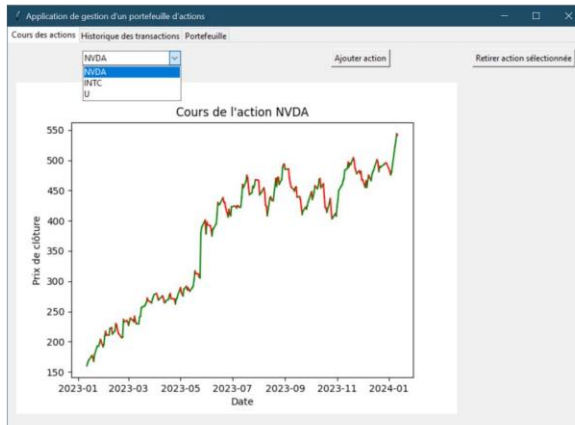 Application de gestion d'un portefeuille d'actions
Cours des actions Historique des transactions Portefeuille
NVDA Ajouter action Retirer action sélectionnée
NVDA
INTC
U
Cours de l'action NVDA
550
500
450
400
350
300
250
200
150
Prix de clôture
2023-01 2023-03 2023-05 2023-07 2023-09 2023-11 2024-01
Date